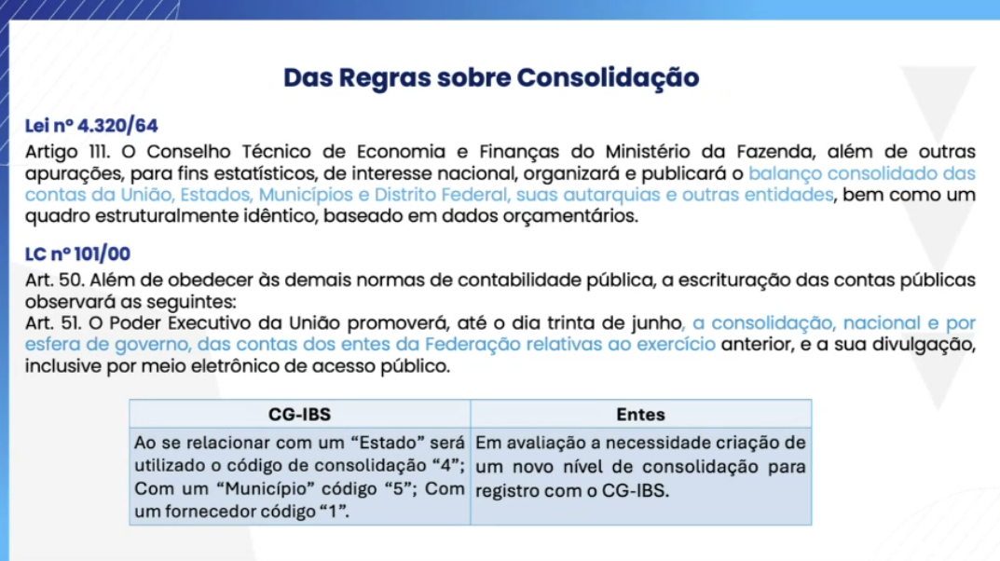 Das Regras sobre Consolidação
Lei nº 4.320/64
Artigo 111. O Conselho Técnico de Economia e Finanças do Ministério da Fazenda, além de outras
apurações, para fins estatísticos, de interesse nacional, organizará e publicará o balanço consolidado das
contas da União, Estados, Municípios e Distrito Federal, suas autarquias e outras entidades, bem como um
quadro estruturalmente idêntico, baseado em dados orçamentários.
LC nº 101/00
Art. 50. Além de obedecer às demais normas de contabilidade pública, a escrituração das contas públicas
observará as seguintes:
Art. 51. O Poder Executivo da União promoverá, até o dia trinta de junho, a consolidação, nacional e por
esfera de governo, das contas dos entes da Federação relativas ao exercício anterior, e a sua divulgação,
inclusive por meio eletrônico de acesso público.
CG-IBS
Ao se relacionar com um “Estado” será
utilizado o código de consolidação “4”;
Com um “Município” código “5”; Com
um fornecedor código “1”.
Entes
Em avaliação a necessidade criação de
um novo nível de consolidação para
registro com o CG-IBS.